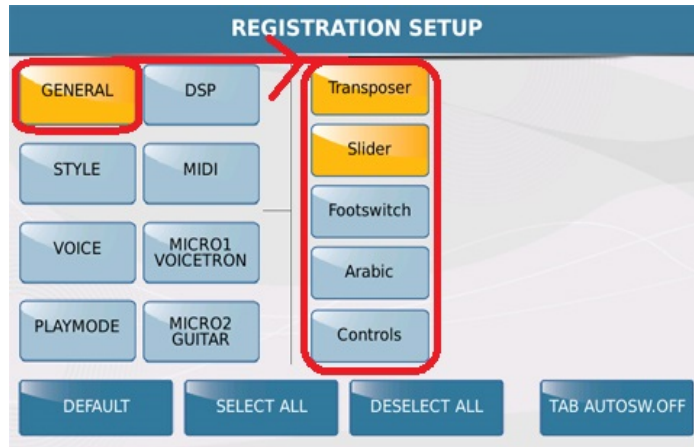 REGISTRATION SETUP
GENERAL
DSP
Transposer
STYLE
MIDI
Slider
Footswitch
VOICE
MICRO1
VOICETRON
Arabic
PLAYMODE
MICRO2
GUITAR
Controls
DEFAULT
SELECT ALL
DESELECT ALL
TAB AUTOSW.OFF